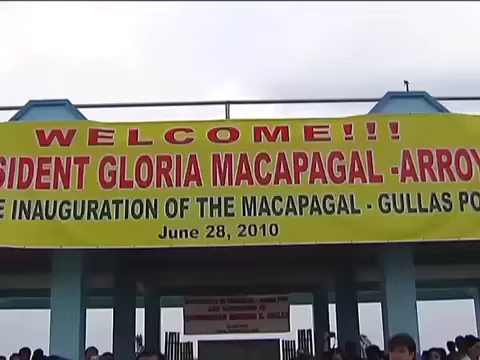 WELCOME!!!
SIDENT GLORIA MACAPAGAL -ARROY
E INAUGURATION OF THE MACAPAGAL - GULLAS PO
June 28, 2010